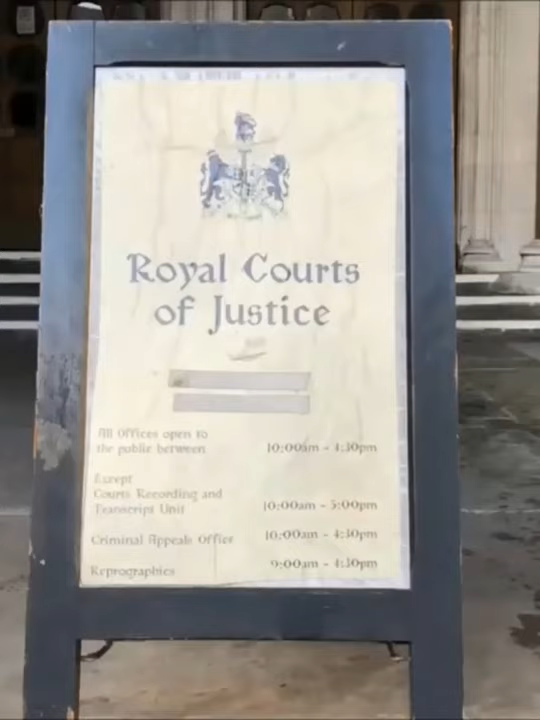 Royal Courts
of Justice
All Offices open to
the public between 10:00am - 4:30pm
Except
Courts Recording and
Transcript Unit 10:00am - 5:00pm
Criminal Appeals Office 10:00am - 4:30pm
Reprographics 9:00am - 4:30pm